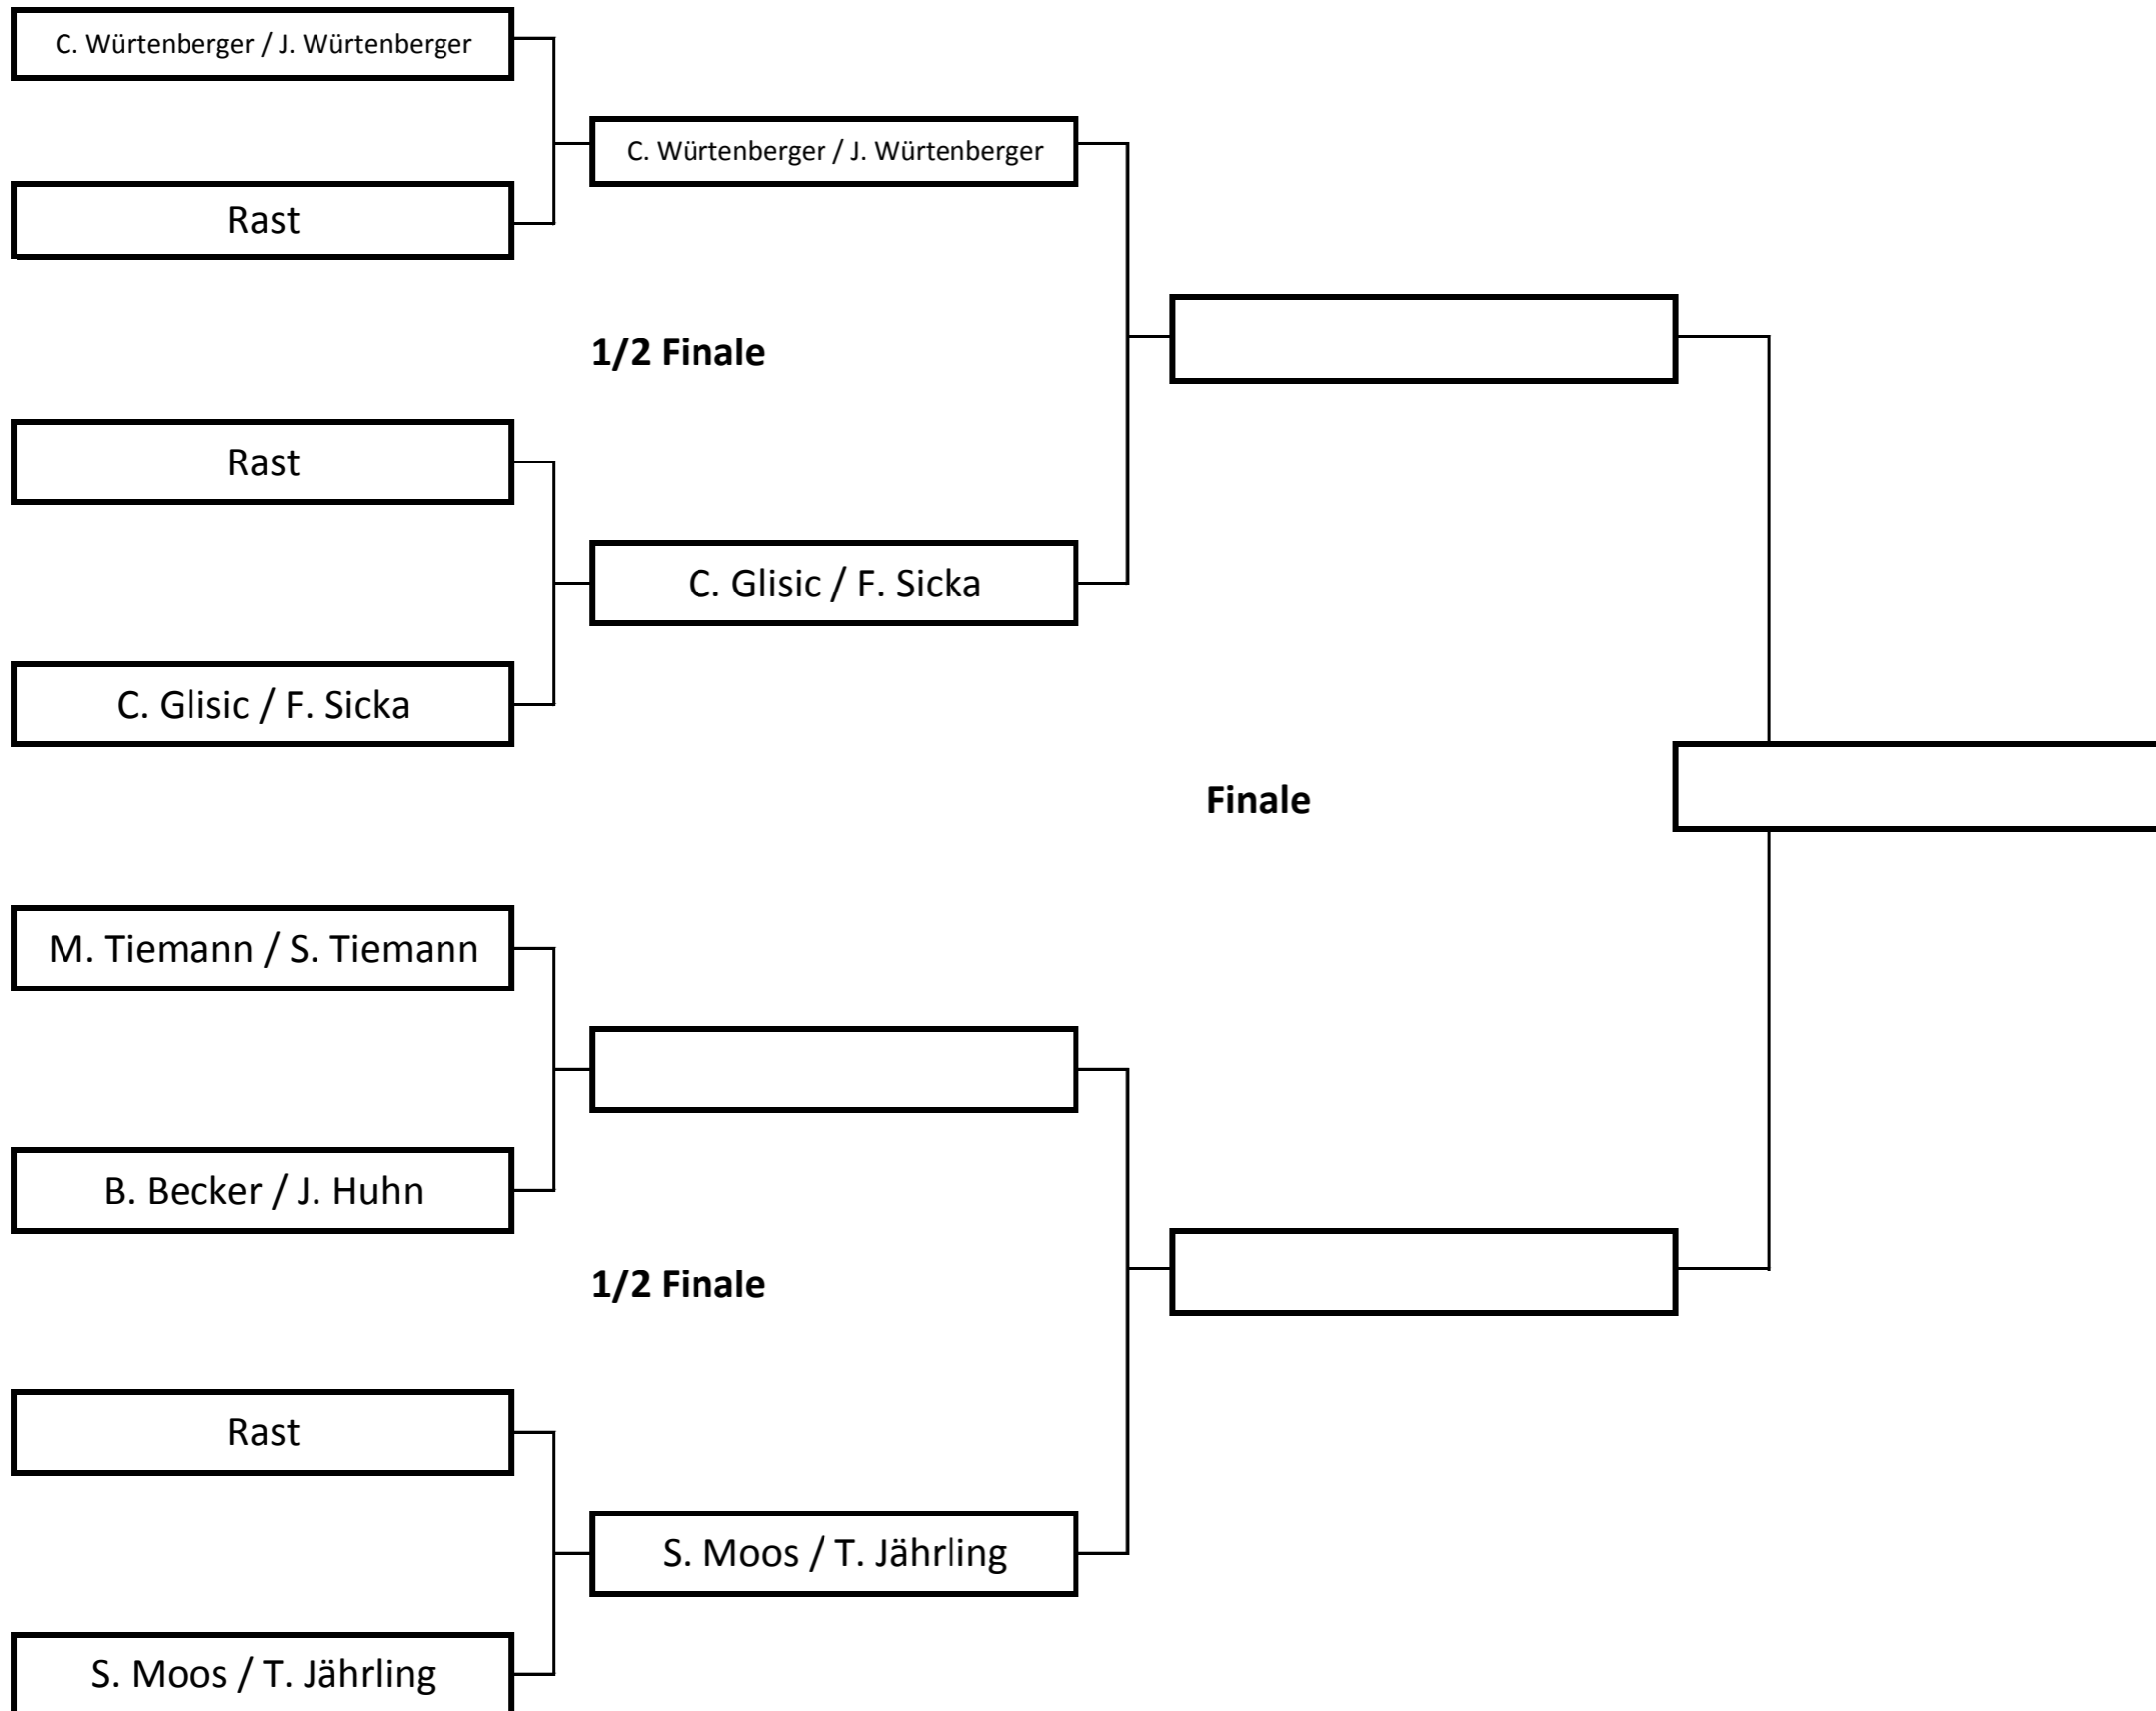 C. Würtenberger / J. Würtenberger
C. Würtenberger / J. Würtenberger
Rast
1/2 Finale
Rast
C. Glisic / F. Sicka
C. Glisic / F. Sicka
Finale
M. Tiemann / S. Tiemann
B. Becker / J. Huhn
1/2 Finale
Rast
S. Moos / T. Jährling
S. Moos / T. Jährling